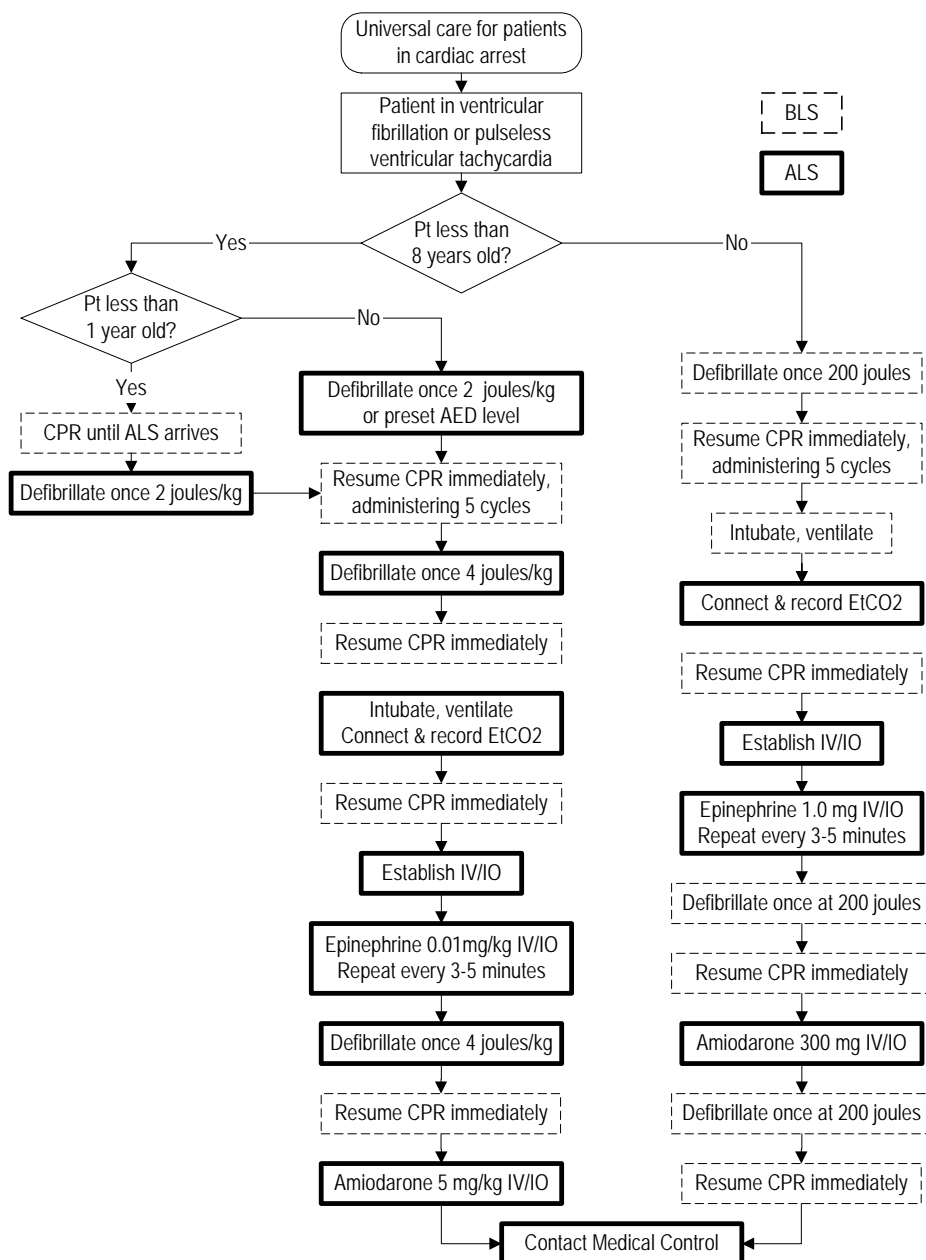 Universal care for patients
in cardiac arrest
Patient in ventricular
fibrillation or pulseless
ventricular tachycardia
BLS
ALS
Pt less than
8 years old?
Yes
No
Pt less than
1 year old?
No
Yes
CPR until ALS arrives
Defibrillate once 2 joules/kg
Defibrillate once 2 joules/kg
or preset AED level
Resume CPR immediately,
administering 5 cycles
Defibrillate once 4 joules/kg
Resume CPR immediately
Intubate, ventilate
Connect & record EtCO2
Resume CPR immediately
Establish IV/IO
Epinephrine 0.01mg/kg IV/IO
Repeat every 3-5 minutes
Defibrillate once 4 joules/kg
Resume CPR immediately
Amiodarone 5 mg/kg IV/IO
Defibrillate once 200 joules
Resume CPR immediately,
administering 5 cycles
Intubate, ventilate
Connect & record EtCO2
Resume CPR immediately
Establish IV/IO
Epinephrine 1.0 mg IV/IO
Repeat every 3-5 minutes
Defibrillate once at 200 joules
Resume CPR immediately
Amiodarone 300 mg IV/IO
Defibrillate once at 200 joules
Resume CPR immediately
Contact Medical Control